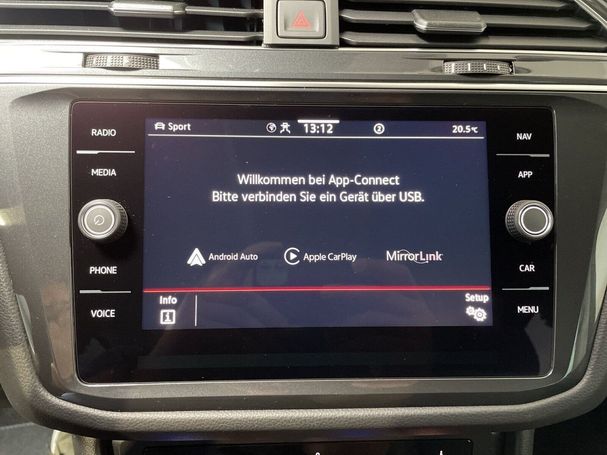 RADIO
MEDIA
PHONE
VOICE
Sport
13:12
2
20.5°C
Willkommen bei App-Connect
Bitte verbinden Sie ein Gerät über USB.
Android Auto
Apple CarPlay
MirrorLink
Info
Setup
NAV
APP
CAR
MENU